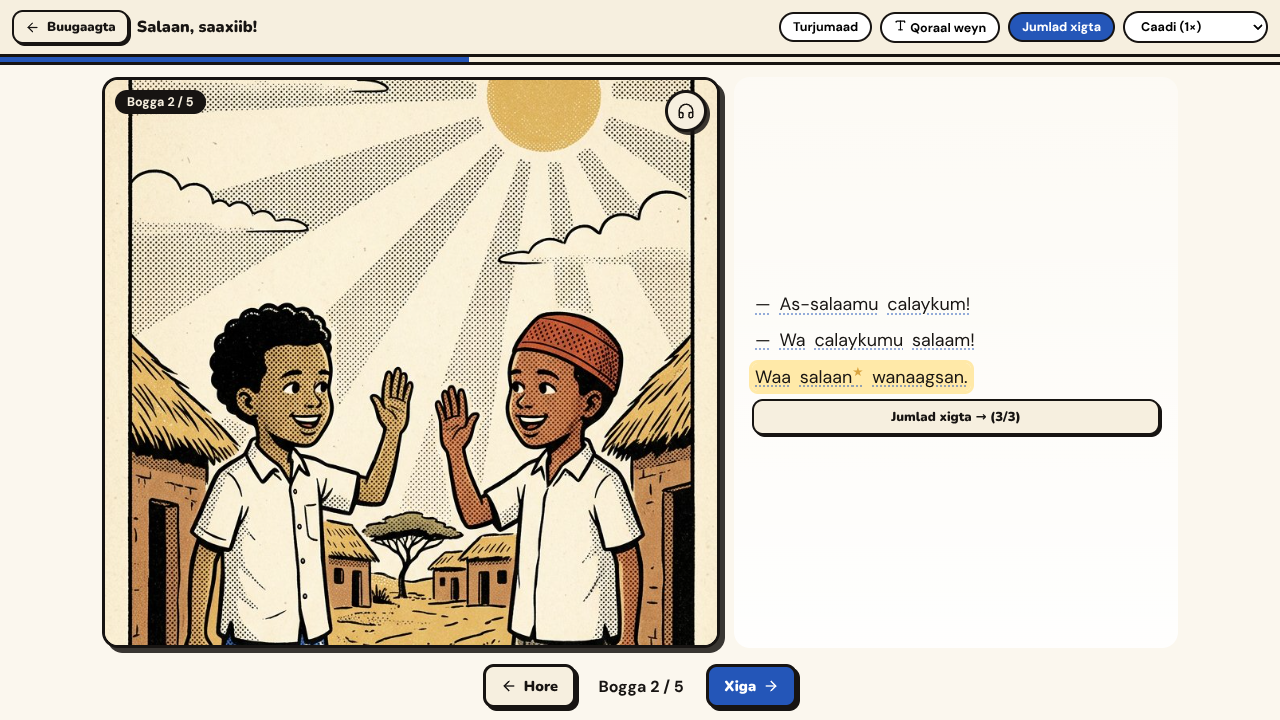 ← Buugaagta
Salaan, saaxiib!
Turjumaad
Qoraal weyn
Jumlad xigta
Caadi (1×)
Bogga 2 / 5
— As-salaamu calaykum!
— Wa calaykumu salaam!
Waa salaan★ wanaagsan.
Jumlad xigta → (3/3)
← Hore
Bogga 2 / 5
Xiga →